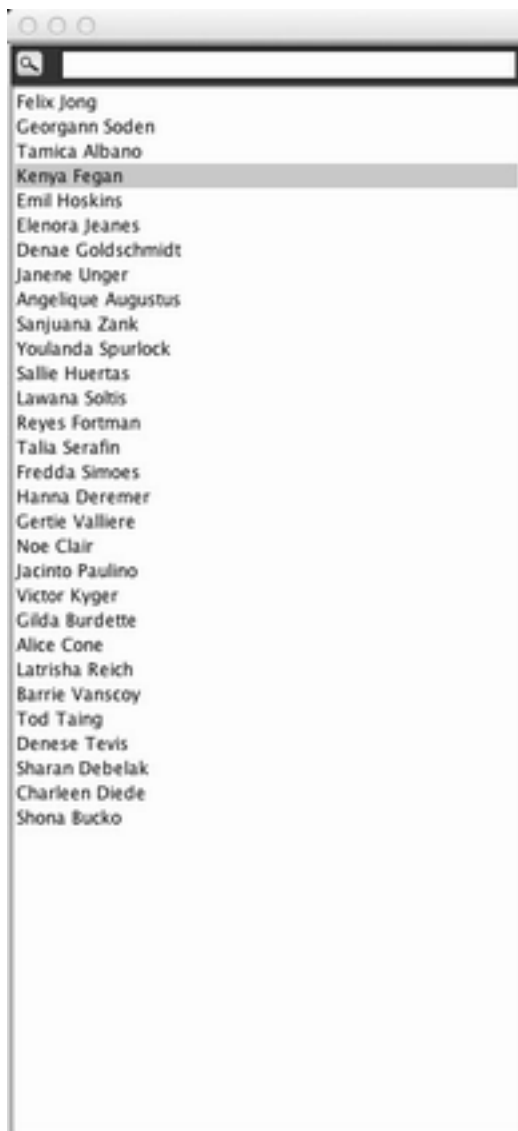 Felix Jong
Georgann Soden
Tamica Albano
Kenya Fegan
Emil Hoskins
Elenora Jeanes
Denae Goldschmidt
Janene Unger
Angelique Augustus
Sanjuana Zank
Youlanda Spurlock
Sallie Huertas
Lawana Soltis
Reyes Fortman
Talia Serafin
Fredda Simoes
Hanna Deremer
Gertie Valliere
Noe Clair
Jacinto Paulino
Victor Kyger
Gilda Burdette
Alice Cone
Latrisha Reich
Barrie Vanscoy
Tod Taing
Denese Tevis
Sharan Debelak
Charleen Diede
Shona Bucko